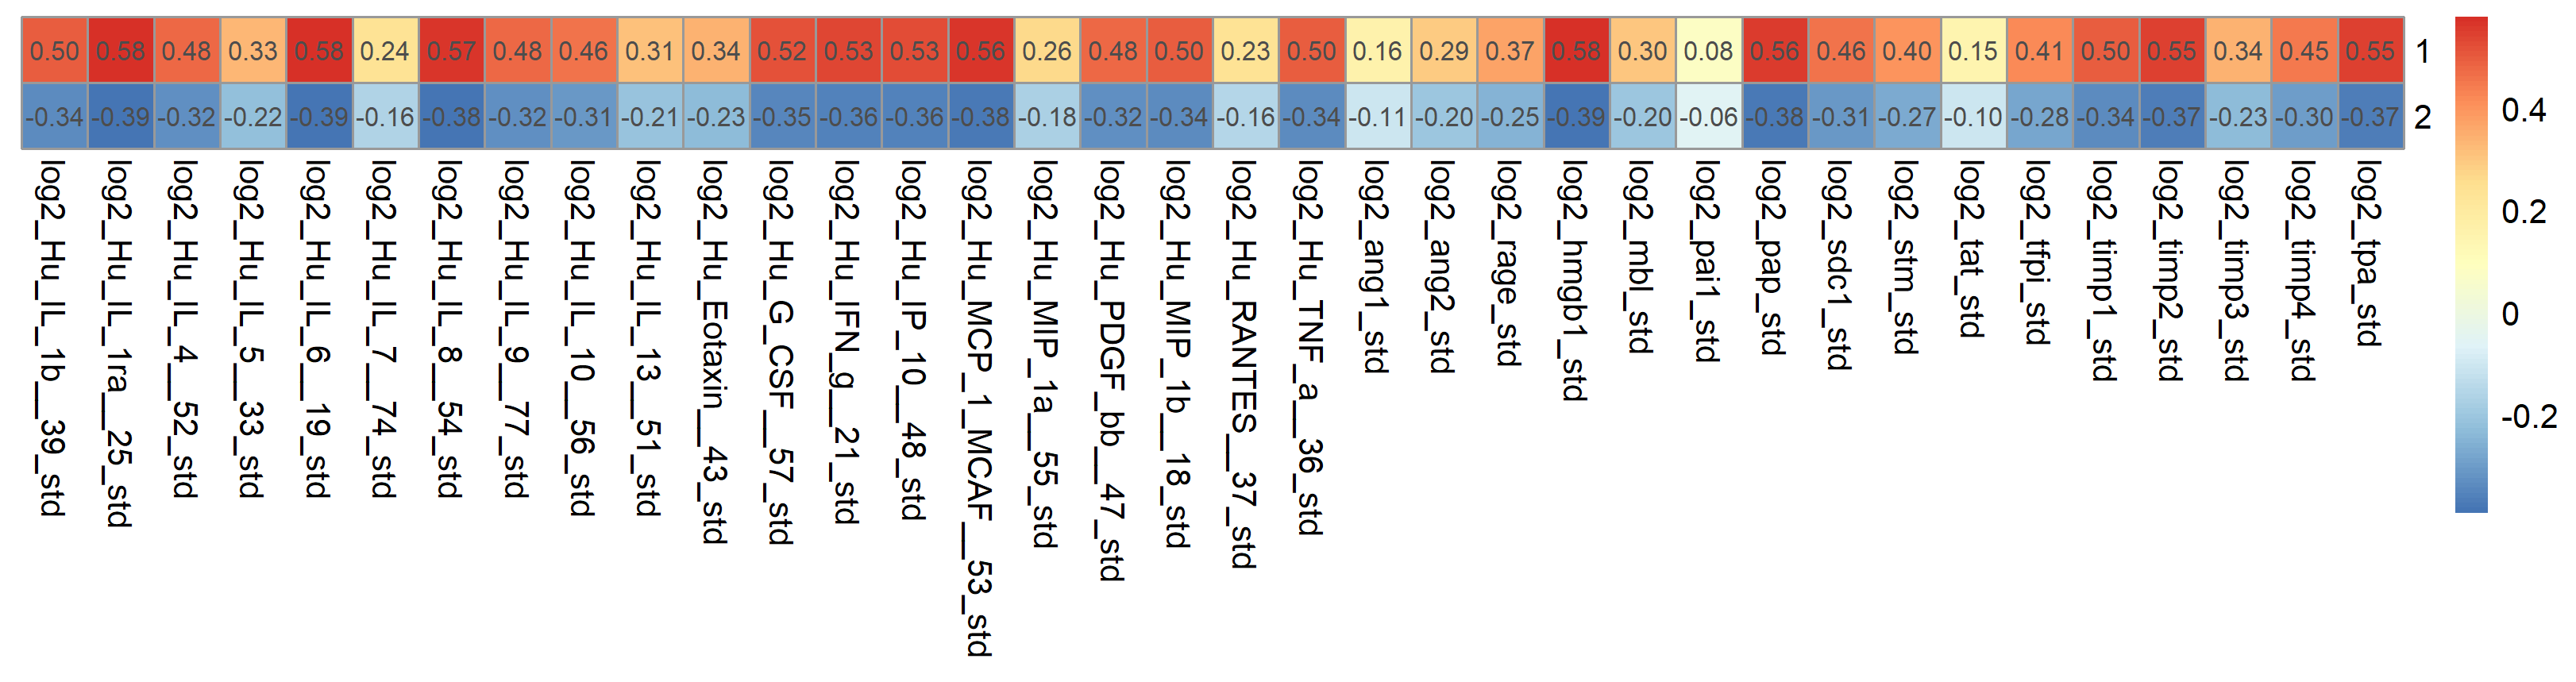 0.50 0.58 0.48 0.33 0.58 0.24 0.57 0.48 0.46 0.31 0.34 0.52 0.53 0.53 0.56 0.26 0.48 0.50 0.23 0.50 0.16 0.29 0.37 0.58 0.30 0.08 0.56 0.46 0.40 0.15 0.41 0.50 0.55 0.34 0.45 0.55 1
-0.34 -0.39 -0.32 -0.22 -0.39 -0.16 -0.38 -0.32 -0.31 -0.21 -0.23 -0.35 -0.36 -0.36 -0.38 -0.18 -0.32 -0.34 -0.16 -0.34 -0.11 -0.20 -0.25 -0.39 -0.20 -0.06 -0.38 -0.31 -0.27 -0.10 -0.28 -0.34 -0.37 -0.23 -0.30 -0.37 2
log2_Hu_IL_1b__39_std
log2_Hu_IL_1ra__25_std
log2_Hu_IL_4__52_std
log2_Hu_IL_5__33_std
log2_Hu_IL_6__19_std
log2_Hu_IL_7__74_std
log2_Hu_IL_8__54_std
log2_Hu_IL_9__77_std
log2_Hu_IL_10__56_std
log2_Hu_IL_13__51_std
log2_Hu_Eotaxin__43_std
log2_Hu_G_CSF__57_std
log2_Hu_IFN_g__21_std
log2_Hu_IP_10__48_std
log2_Hu_MCP_1_MCAF__53_std
log2_Hu_MIP_1a__55_std
log2_Hu_PDGF_bb__47_std
log2_Hu_MIP_1b__18_std
log2_Hu_RANTES__37_std
log2_Hu_TNF_a__36_std
log2_ang1_std
log2_ang2_std
log2_rage_std
log2_hmgb1_std
log2_mbl_std
log2_pai1_std
log2_pap_std
log2_sdc1_std
log2_stm_std
log2_tat_std
log2_tfpi_std
log2_timp1_std
log2_timp2_std
log2_timp3_std
log2_timp4_std
log2_tpa_std
0.4
0.2
0
-0.2